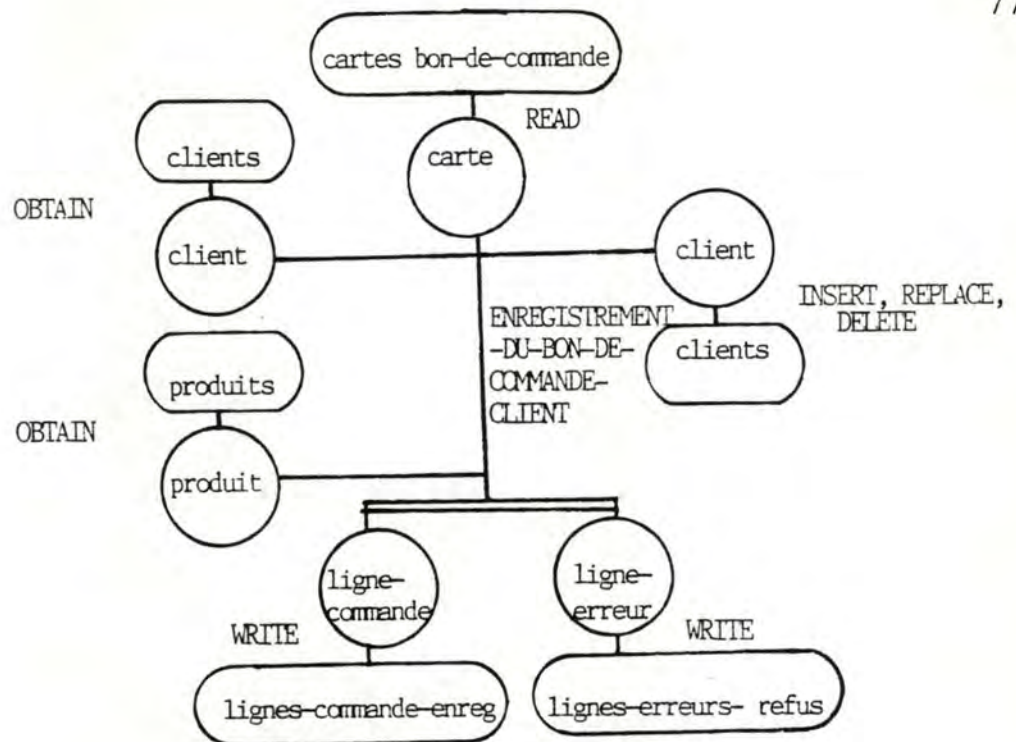 77
cartes bon-de-commande
READ
carte
clients
OBTAIN
client
client
INSERT, REPLACE,
DELETE
clients
ENREGISTREMENT
-DU-BON-DE-
COMMANDE-
CLIENT
produits
OBTAIN
produit
ligne-
commande
ligne-
erreur
WRITE
WRITE
lignes-commande-enreg
lignes-erreurs- refus